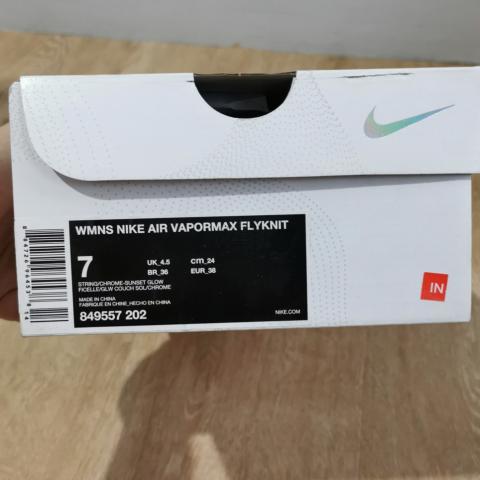 WMNS NIKE AIR VAPORMAX FLYKNIT
7
UK_4.5 cm_24
BR_36 EUR_38
STRING/CHROME-SUNSET GLOW
FICELLE/GLW COUCH SOL/CHROME
MADE IN CHINA
FABRIQUÉ EN CHINE_HECHO EN CHINA
849557 202
NIKE.COM
IN